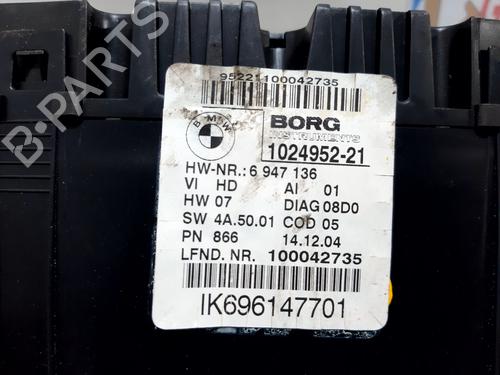 B-PARTS
95221100042735
BMW
BORG
INSTRUMENTS
1024952-21
HW-NR.: 6 947 136
VI HD AI 01
HW 07 DIAG 08D0
SW 4A.50.01 COD 05
PN 866 14.12.04
LFND. NR. 100042735
IK696147701